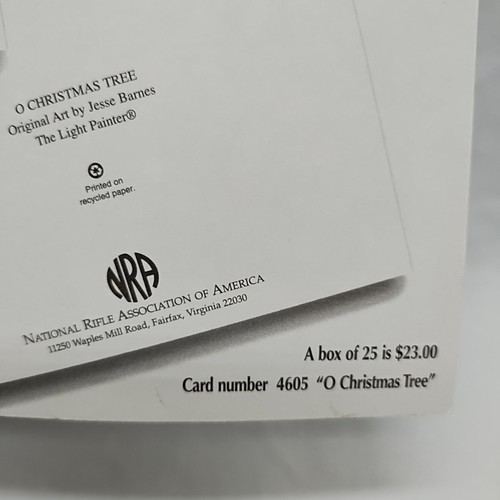 O CHRISTMAS TREE
Original Art by Jesse Barnes
The Light Painter®
Printed on
recycled paper.
NRA
NATIONAL RIFLE ASSOCIATION OF AMERICA
11250 Waples Mill Road, Fairfax, Virginia 22030
A box of 25 is $23.00
Card number 4605 "O Christmas Tree"